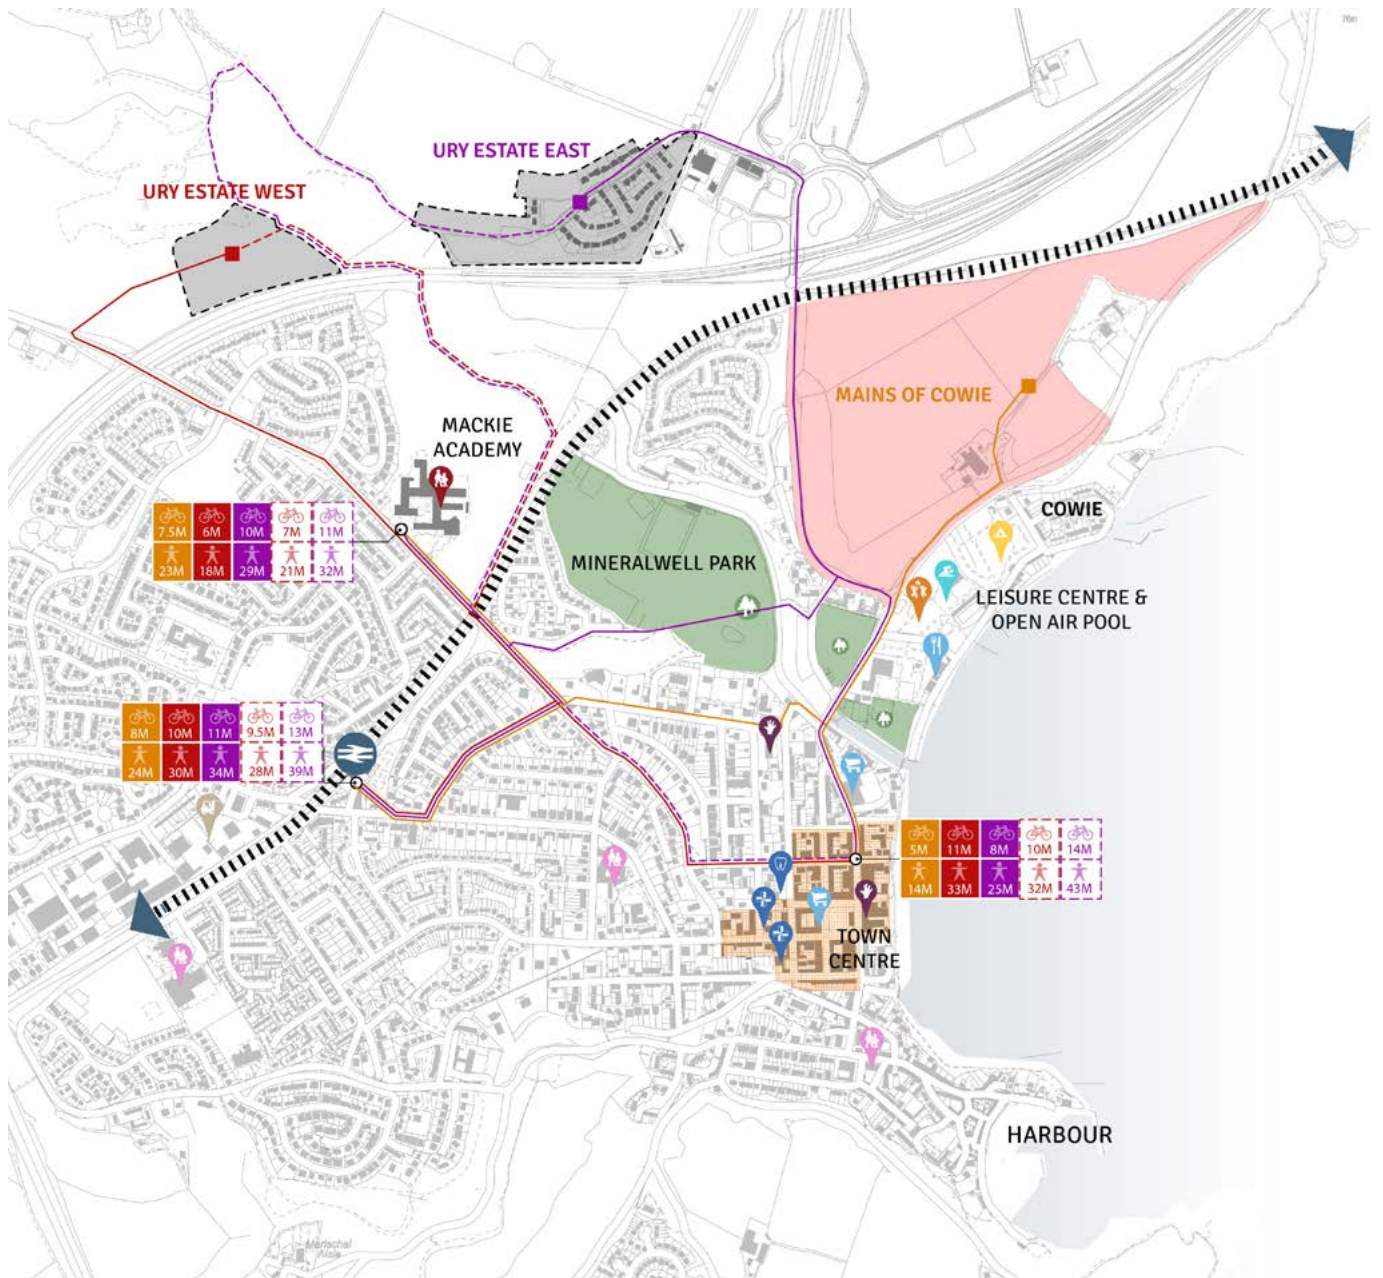 76m
URY ESTATE EAST
URY ESTATE WEST
MAINS OF COWIE
MACKIE
ACADEMY
COWIE
7.5M 6M 10M 7M 11M
23M 18M 29M 21M 32M
MINERALWELL PARK
LEISURE CENTRE &
OPEN AIR POOL
8M 10M 11M 9.5M 13M
24M 30M 34M 28M 39M
5M 11M 8M 10M 14M
14M 33M 25M 32M 43M
TOWN
CENTRE
HARBOUR